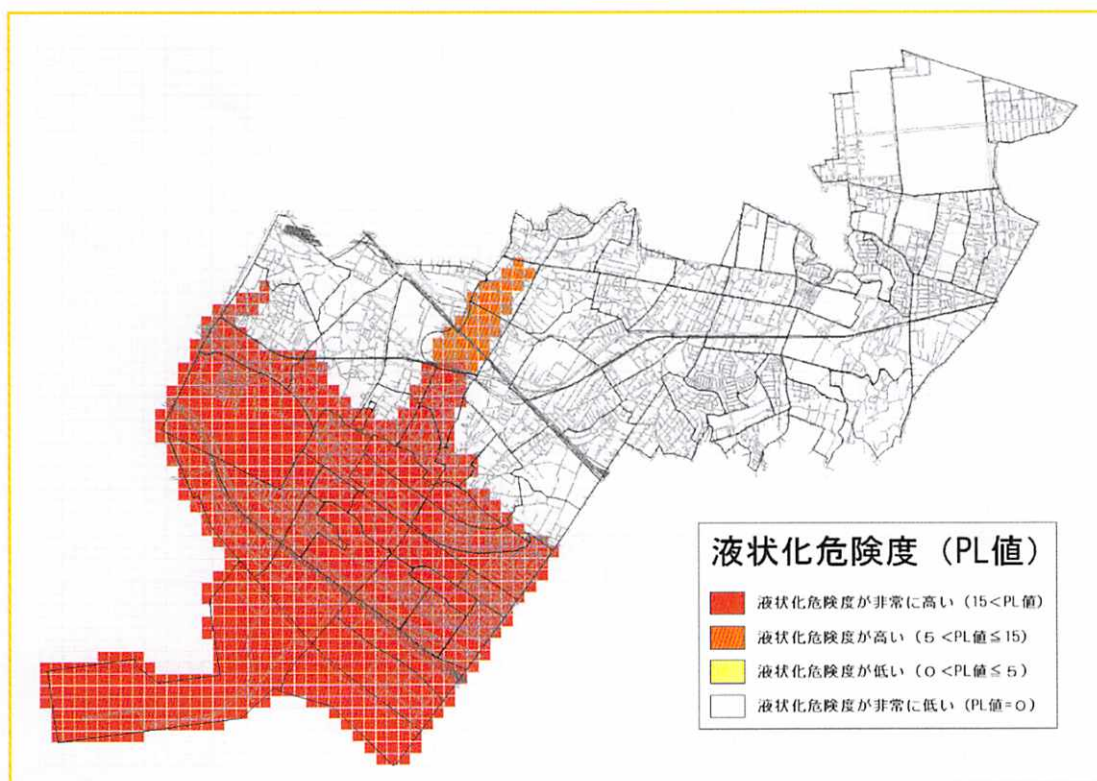 液状化危険度（PL値）
液状化危険度が非常に高い（15<PL値）
液状化危険度が高い（5<PL値≦15）
液状化危険度が低い（0<PL値≦5）
液状化危険度が非常に低い（PL値=0）